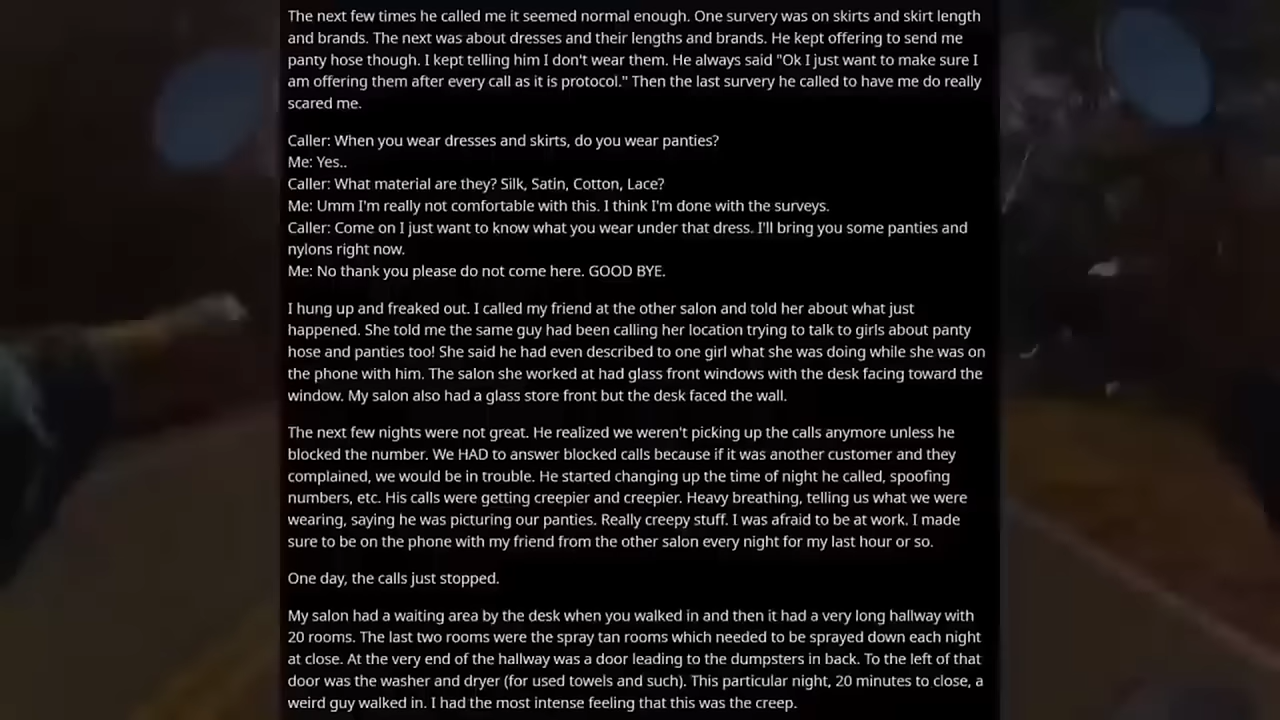 The next few times he called me it seemed normal enough. One survery was on skirts and skirt length
and brands. The next was about dresses and their lengths and brands. He kept offering to send me
panty hose though. I kept telling him I don't wear them. He always said "Ok I just want to make sure I
am offering them after every call as it is protocol." Then the last survery he called to have me do really
scared me.
Caller: When you wear dresses and skirts, do you wear panties?
Me: Yes..
Caller: What material are they? Silk, Satin, Cotton, Lace?
Me: Umm I'm really not comfortable with this. I think I'm done with the surveys.
Caller: Come on I just want to know what you wear under that dress. I'll bring you some panties and
nylons right now.
Me: No thank you please do not come here. GOOD BYE.
I hung up and freaked out. I called my friend at the other salon and told her about what just
happened. She told me the same guy had been calling her location trying to talk to girls about panty
hose and panties too! She said he had even described to one girl what she was doing while she was on
the phone with him. The salon she worked at had glass front windows with the desk facing toward the
window. My salon also had a glass store front but the desk faced the wall.
The next few nights were not great. He realized we weren't picking up the calls anymore unless he
blocked the number. We HAD to answer blocked calls because if it was another customer and they
complained, we would be in trouble. He started changing up the time of night he called, spoofing
numbers, etc. His calls were getting creepier and creepier. Heavy breathing, telling us what we were
wearing, saying he was picturing our panties. Really creepy stuff. I was afraid to be at work. I made
sure to be on the phone with my friend from the other salon every night for my last hour or so.
One day, the calls just stopped.
My salon had a waiting area by the desk when you walked in and then it had a very long hallway with
20 rooms. The last two rooms were the spray tan rooms which needed to be sprayed down each night
at close. At the very end of the hallway was a door leading to the dumpsters in back. To the left of that
door was the washer and dryer (for used towels and such). This particular night, 20 minutes to close, a
weird guy walked in. I had the most intense feeling that this was the creep.